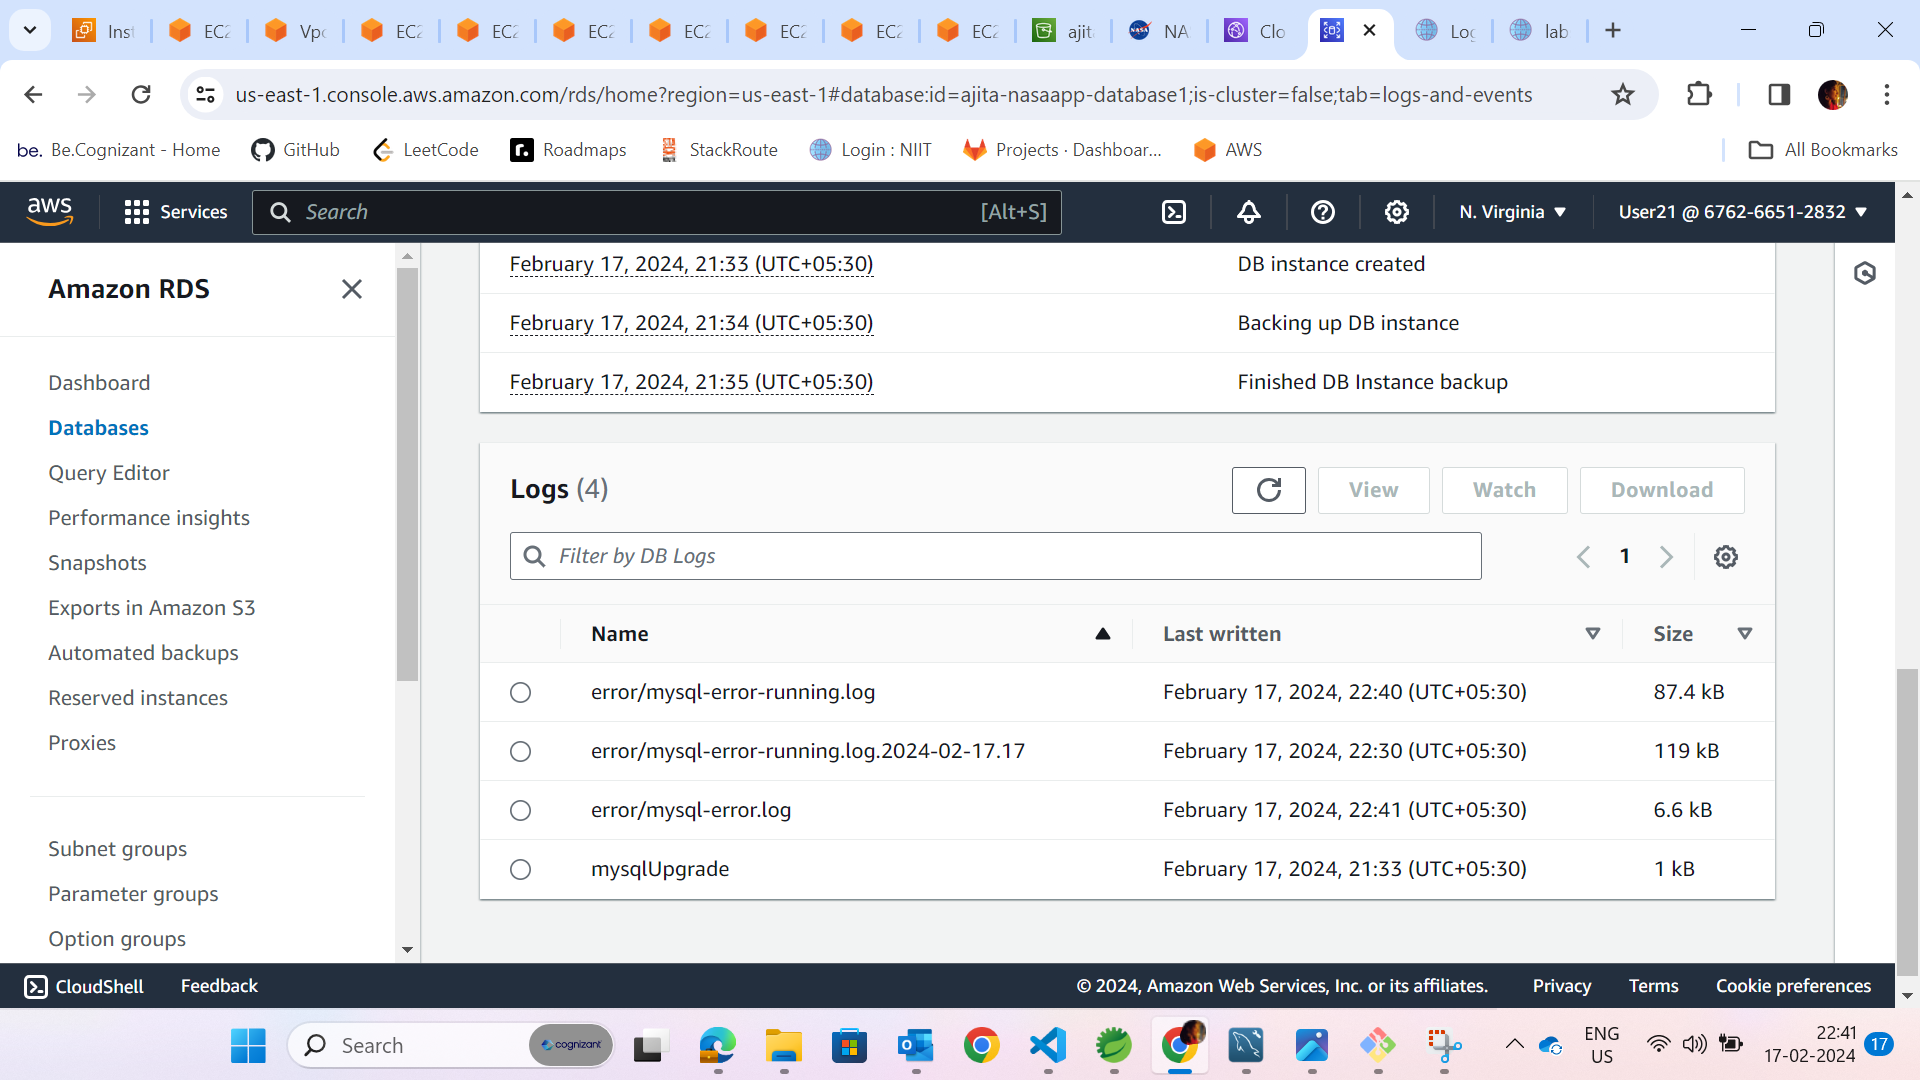 Inst
EC2
Vpc
EC2
EC2
EC2
EC2
EC2
EC2
EC2
ajita
NA
Clo
Log
lab
us-east-1.console.aws.amazon.com/rds/home?region=us-east-1#database:id=ajita-nasaapp-database1;is-cluster=false;tab=logs-and-events
be. Be.Cognizant - Home
GitHub
LeetCode
Roadmaps
StackRoute
Login : NIIT
Projects · Dashboar...
AWS
All Bookmarks
aws
Services
Search
[Alt+S]
N. Virginia
User21 @ 6762-6651-2832
Amazon RDS
Dashboard
Databases
Query Editor
Performance insights
Snapshots
Exports in Amazon S3
Automated backups
Reserved instances
Proxies
Subnet groups
Parameter groups
Option groups
February 17, 2024, 21:33 (UTC+05:30) DB instance created
February 17, 2024, 21:34 (UTC+05:30) Backing up DB instance
February 17, 2024, 21:35 (UTC+05:30) Finished DB Instance backup
Logs (4)
View
Watch
Download
Filter by DB Logs
1
Name Last written Size
error/mysql-error-running.log February 17, 2024, 22:40 (UTC+05:30) 87.4 kB
error/mysql-error-running.log.2024-02-17.17 February 17, 2024, 22:30 (UTC+05:30) 119 kB
error/mysql-error.log February 17, 2024, 22:41 (UTC+05:30) 6.6 kB
mysqlUpgrade February 17, 2024, 21:33 (UTC+05:30) 1 kB
CloudShell
Feedback
© 2024, Amazon Web Services, Inc. or its affiliates.
Privacy
Terms
Cookie preferences
Search
cognizant
ENG
US
22:41
17-02-2024
17